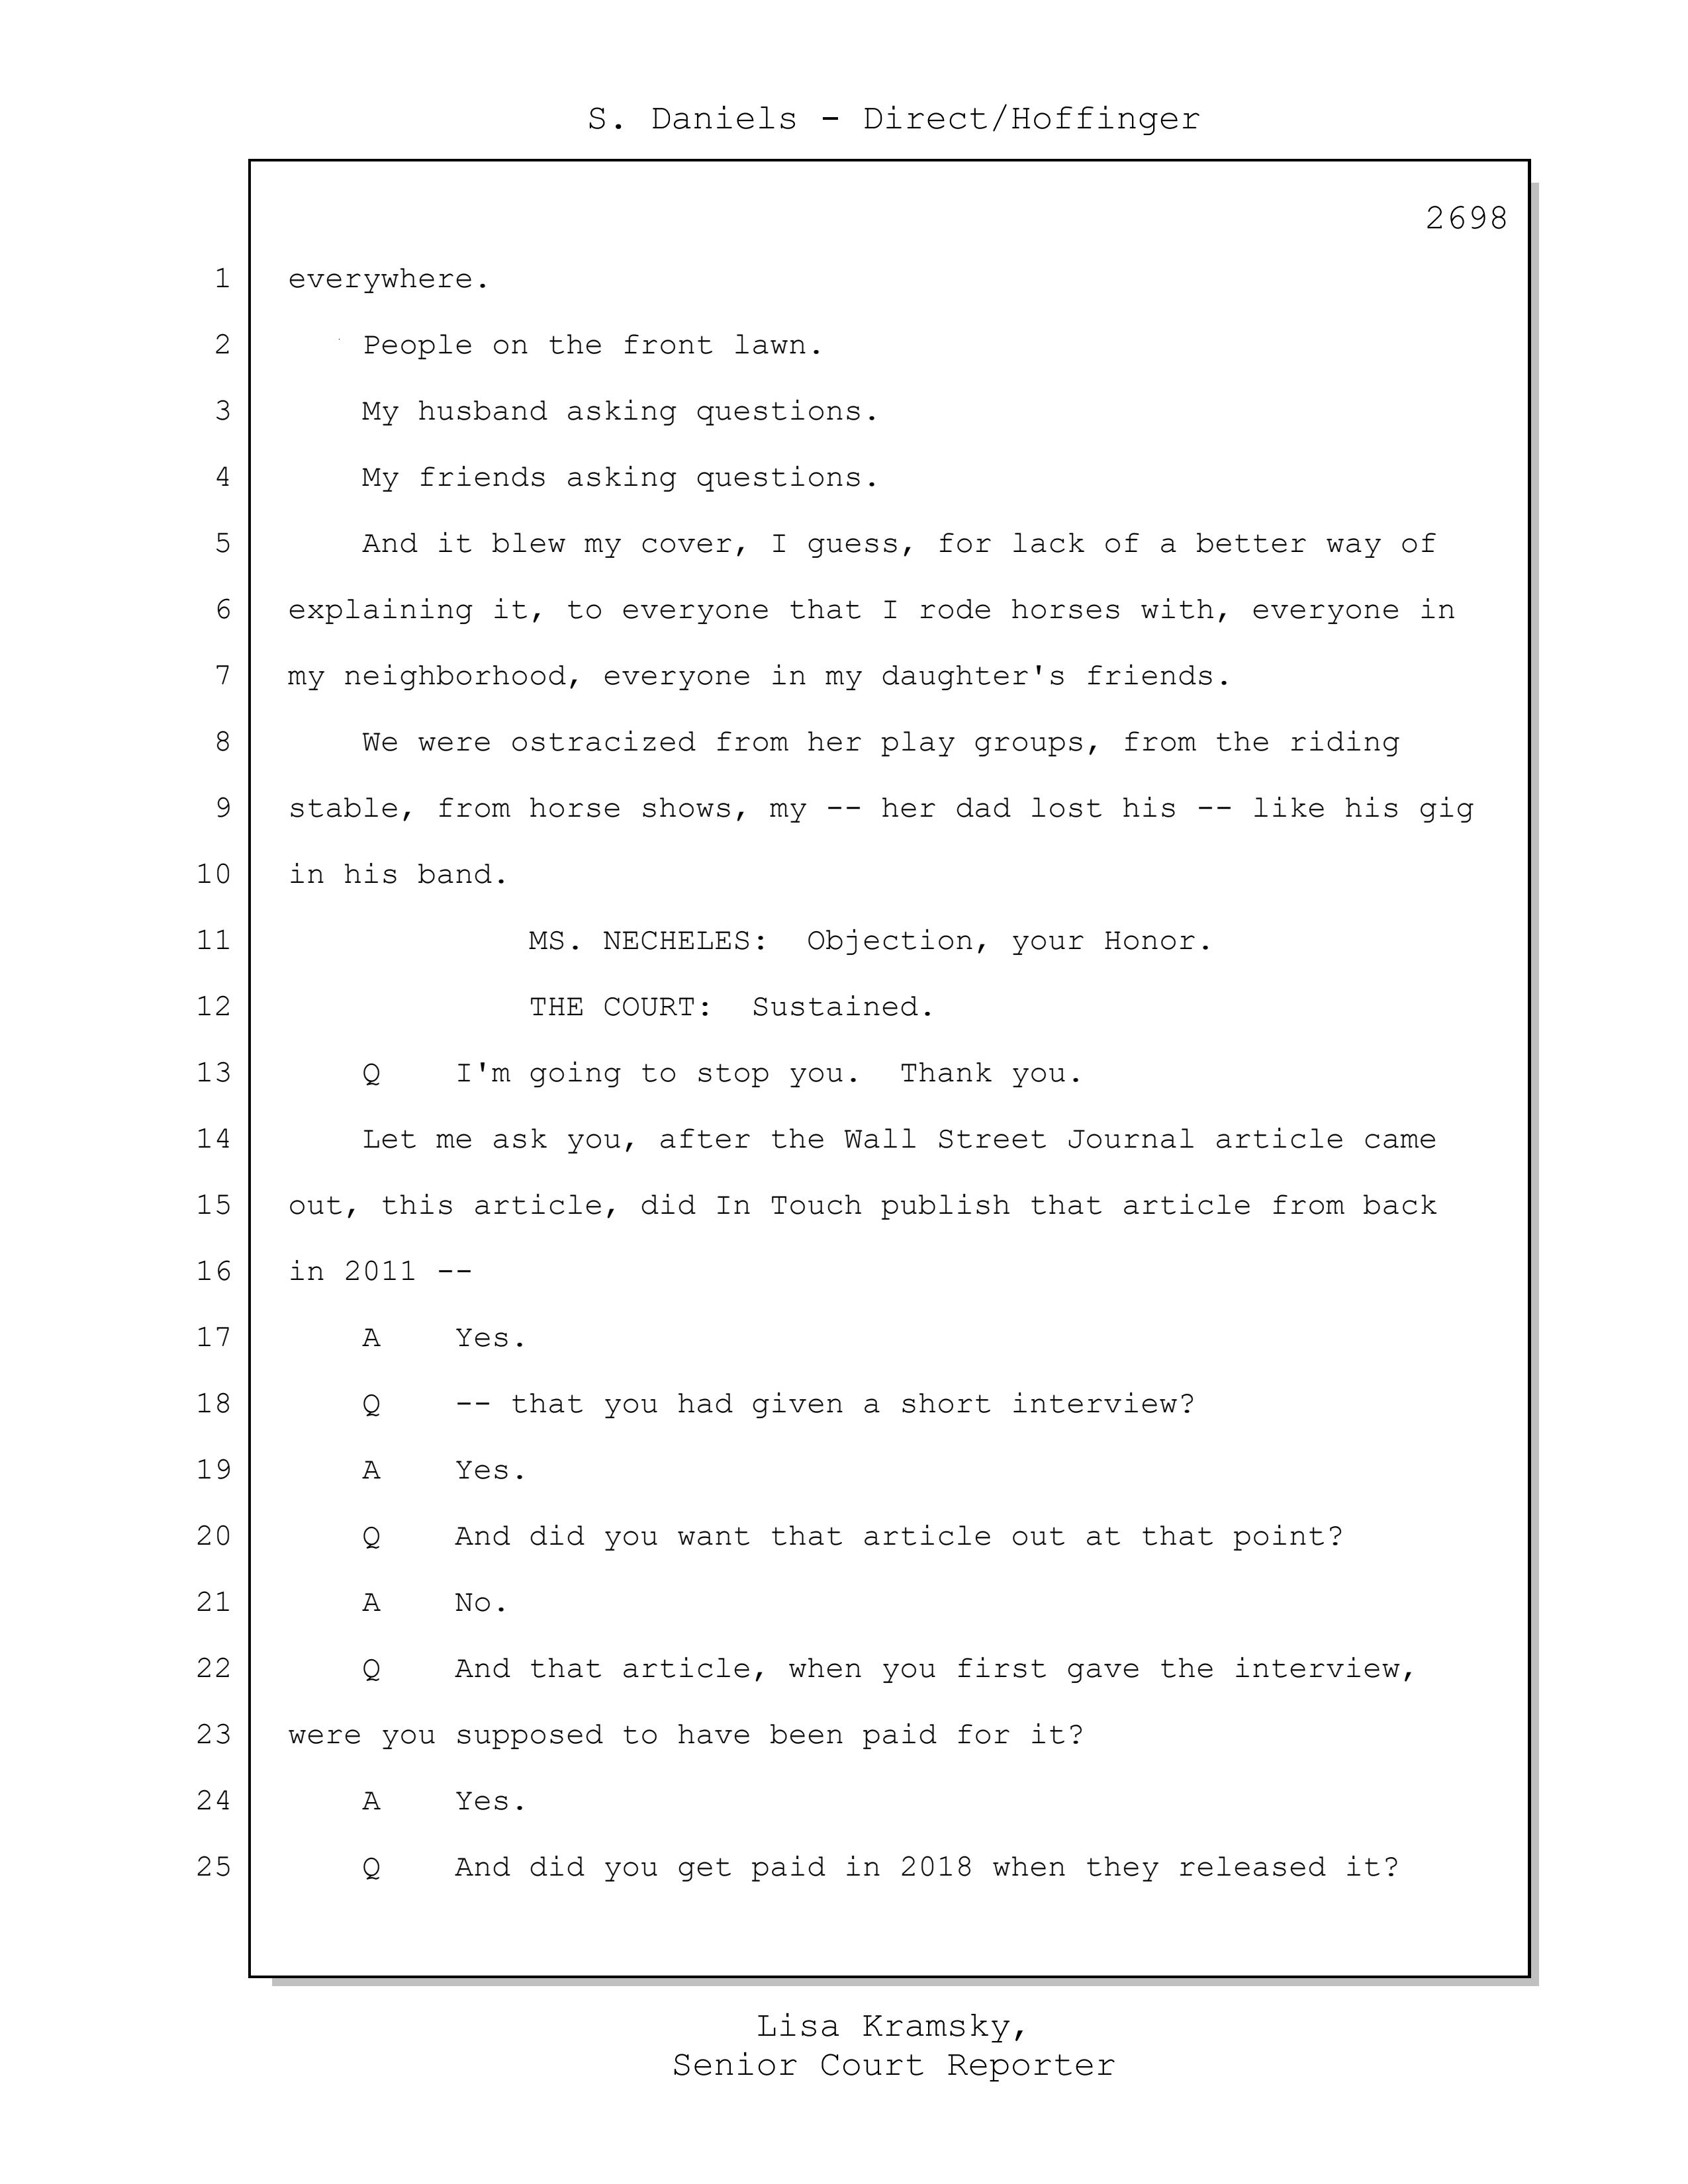 S. Daniels - Direct/Hoffinger
2698
1 everywhere.
2 People on the front lawn.
3 My husband asking questions.
4 My friends asking questions.
5 And it blew my cover, I guess, for lack of a better way of
6 explaining it, to everyone that I rode horses with, everyone in
7 my neighborhood, everyone in my daughter's friends.
8 We were ostracized from her play groups, from the riding
9 stable, from horse shows, my -- her dad lost his -- like his gig
10 in his band.
11 MS. NECHELES: Objection, your Honor.
12 THE COURT: Sustained.
13 Q I'm going to stop you. Thank you.
14 Let me ask you, after the Wall Street Journal article came
15 out, this article, did In Touch publish that article from back
16 in 2011 --
17 A Yes.
18 Q -- that you had given a short interview?
19 A Yes.
20 Q And did you want that article out at that point?
21 A No.
22 Q And that article, when you first gave the interview,
23 were you supposed to have been paid for it?
24 A Yes.
25 Q And did you get paid in 2018 when they released it?
Lisa Kramsky,
Senior Court Reporter